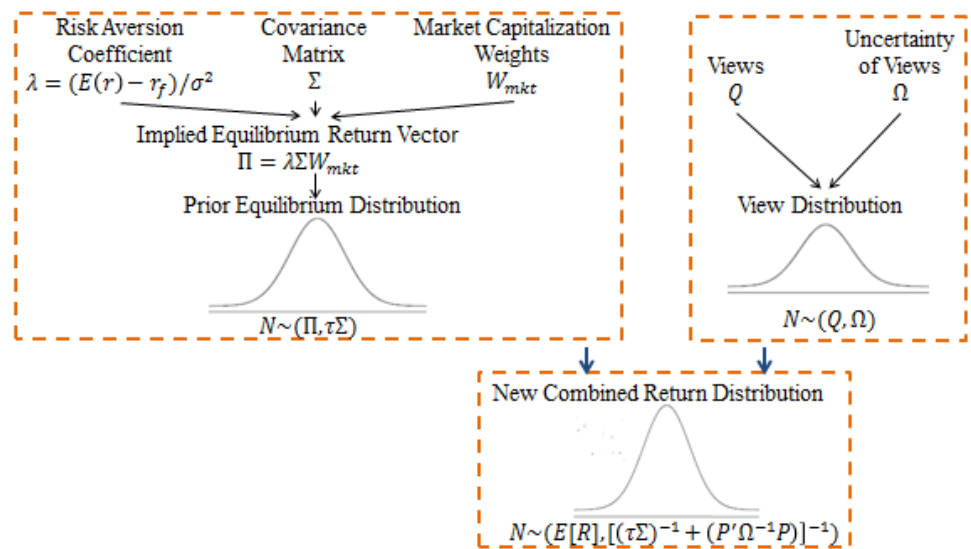 Risk Aversion
Coefficient
λ = (E(r) − r_f)/σ²
Covariance
Matrix
Σ
Market Capitalization
Weights
W_mkt
Implied Equilibrium Return Vector
Π = λΣW_mkt
Prior Equilibrium Distribution
N~(Π, τΣ)
Views
Q
Uncertainty
of Views
Ω
View Distribution
N~(Q, Ω)
New Combined Return Distribution
N~(E[R], [(τΣ)⁻¹ + (P′Ω⁻¹P)]⁻¹)